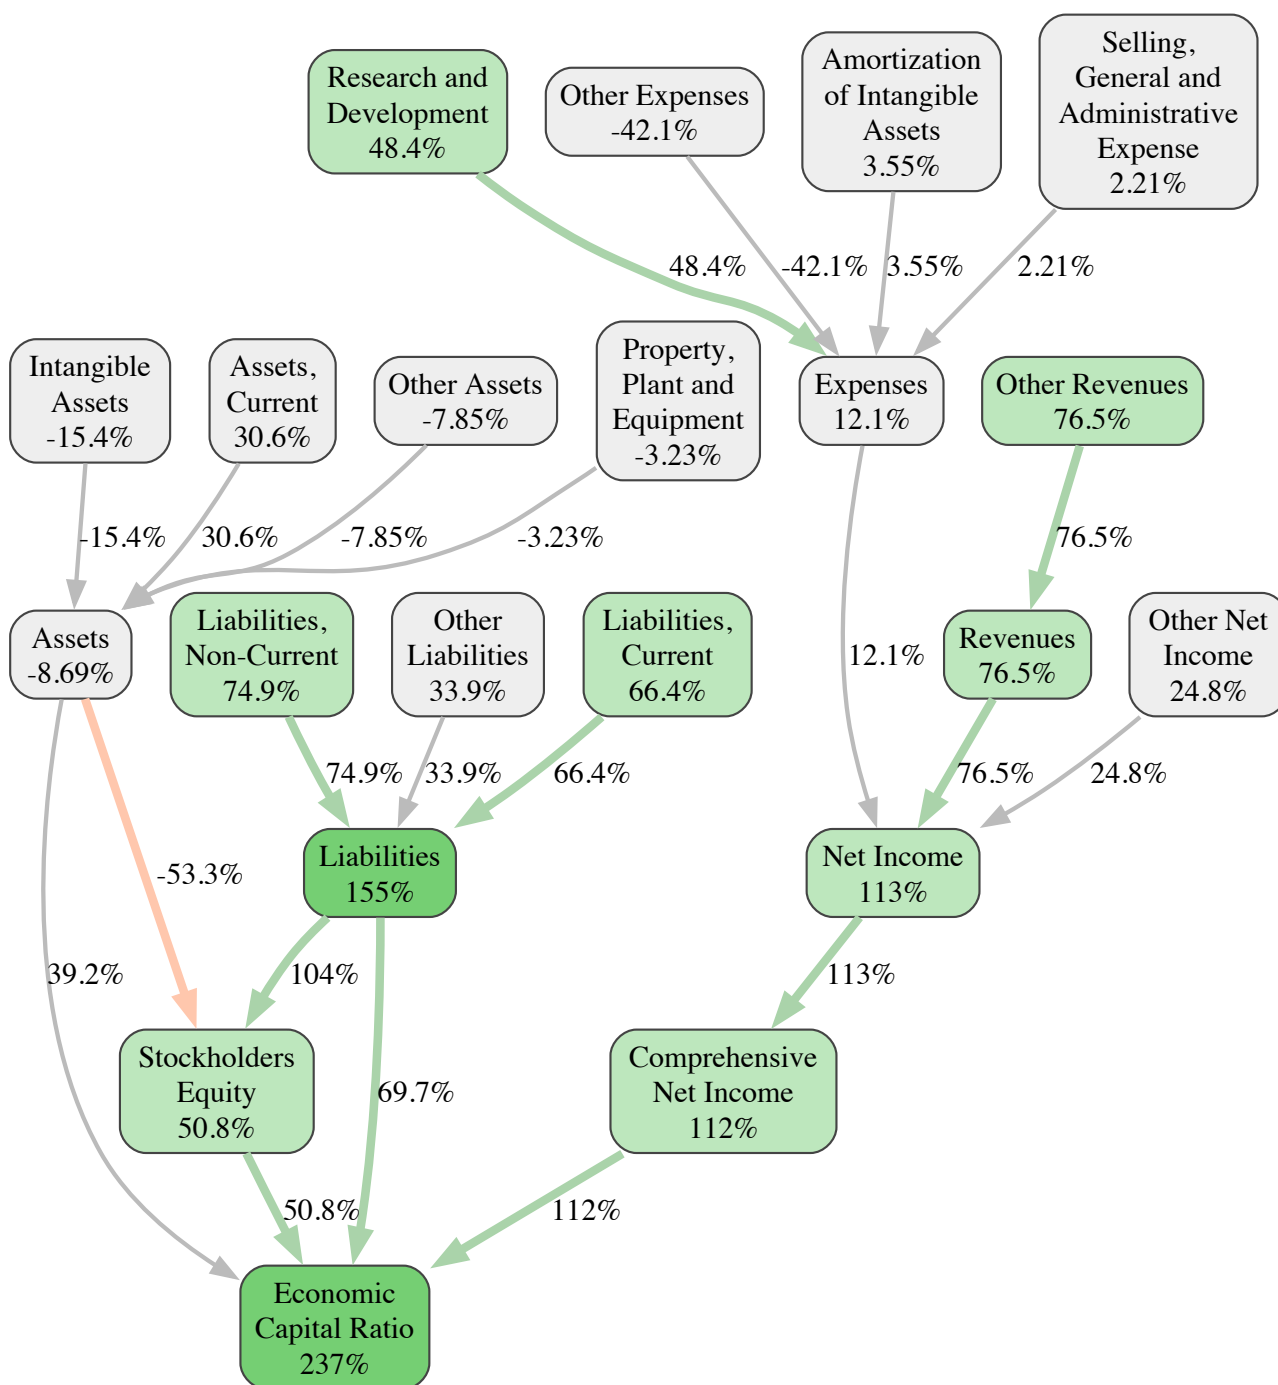 Research and
Development
48.4%
Other Expenses
-42.1%
Amortization
of Intangible
Assets
3.55%
Selling,
General and
Administrative
Expense
2.21%
48.4%
-42.1%
3.55%
2.21%
Intangible
Assets
-15.4%
Assets,
Current
30.6%
Other Assets
-7.85%
Property,
Plant and
Equipment
-3.23%
Expenses
12.1%
Other Revenues
76.5%
-15.4%
30.6%
-7.85%
-3.23%
76.5%
Assets
-8.69%
Liabilities,
Non-Current
74.9%
Other
Liabilities
33.9%
Liabilities,
Current
66.4%
12.1%
Revenues
76.5%
Other Net
Income
24.8%
74.9%
33.9%
66.4%
76.5%
24.8%
-53.3%
Liabilities
155%
Net Income
113%
39.2%
104%
113%
Stockholders
Equity
50.8%
69.7%
Comprehensive
Net Income
112%
50.8%
112%
Economic
Capital Ratio
237%